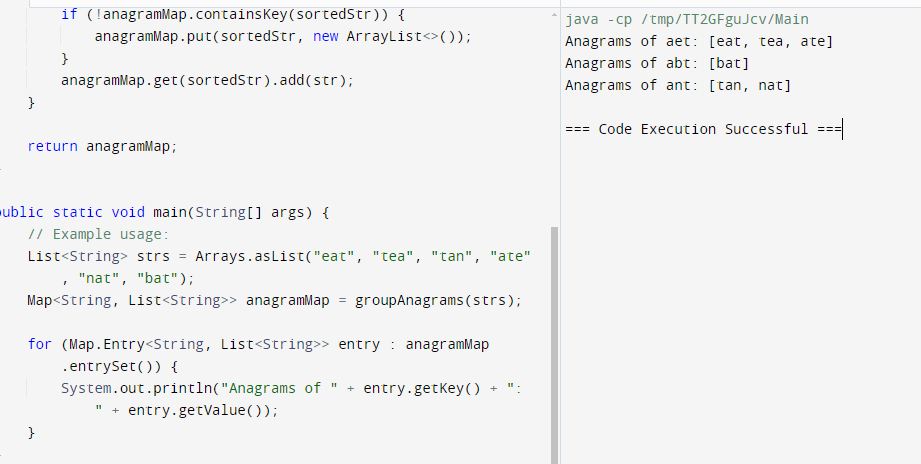 if (!anagramMap.containsKey(sortedStr)) {
anagramMap.put(sortedStr, new ArrayList<>());
}
anagramMap.get(sortedStr).add(str);
}
return anagramMap;
public static void main(String[] args) {
// Example usage:
List<String> strs = Arrays.asList("eat", "tea", "tan", "ate"
, "nat", "bat");
Map<String, List<String>> anagramMap = groupAnagrams(strs);
for (Map.Entry<String, List<String>> entry : anagramMap
.entrySet()) {
System.out.println("Anagrams of " + entry.getKey() + ":
" + entry.getValue());
}
java -cp /tmp/TT2GFguJcv/Main
Anagrams of aet: [eat, tea, ate]
Anagrams of abt: [bat]
Anagrams of ant: [tan, nat]
=== Code Execution Successful ===